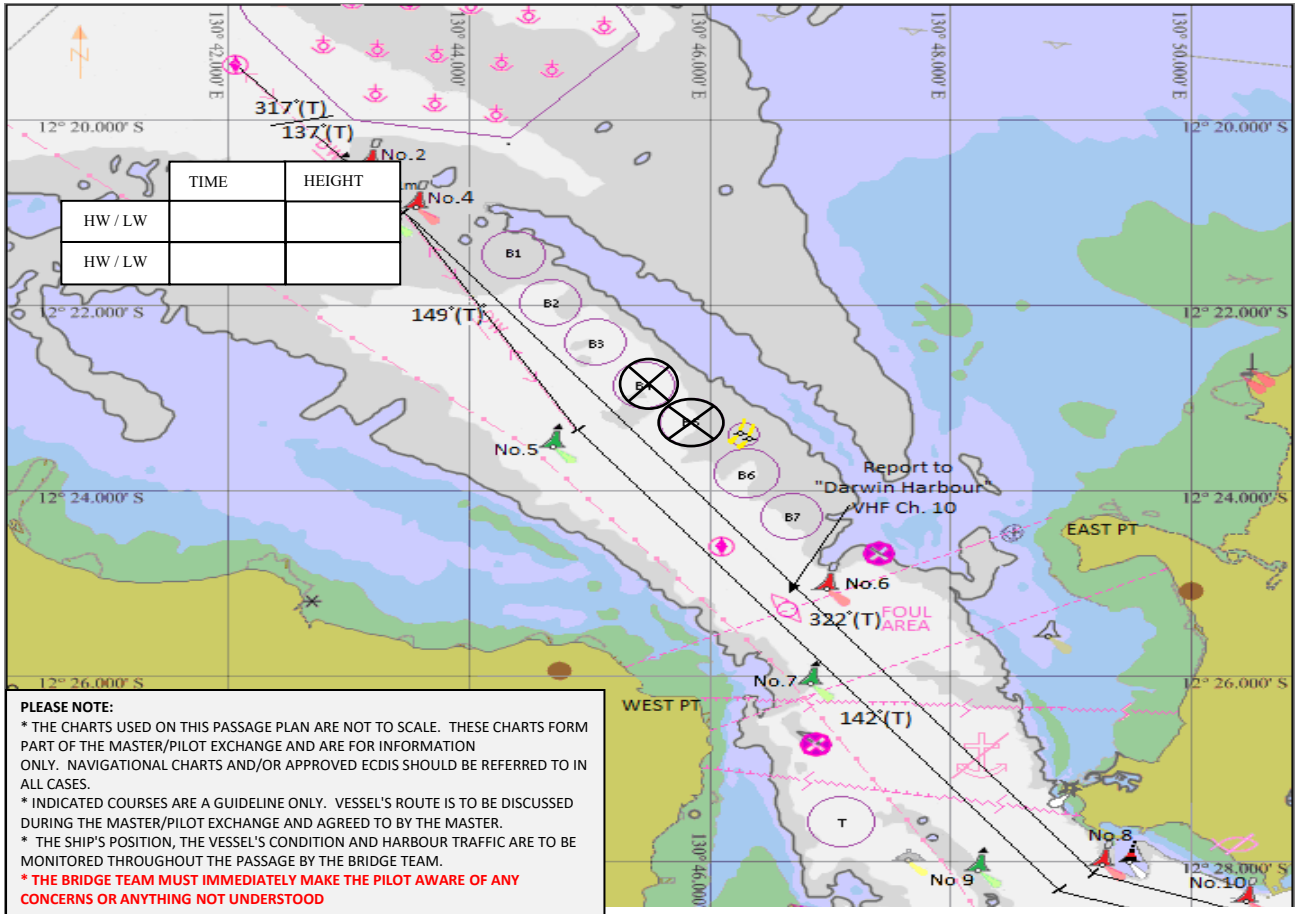 130° 42.000' E
130° 44.000' E
130° 46.000' E
130° 48.000' E
130° 50.000' E
N
317°(T)
12° 20.000' S
137°(T)
12° 20.000' S
No.2
TIME HEIGHT
No.4
HW / LW
HW / LW
B1
B2
12° 22.000' S
149°(T)
DW
B3
No.5
Report to
"Darwin Harbour"
VHF Ch. 10
B6
B7
12° 24.000' S
12° 24.000' S
EAST PT
No.6
322°(T)
FOUL
AREA
12° 26.000' S
No.7
12° 26.000' S
WEST PT
142°(T)
T
No.8
No 9
130° 46.000' E
12° 28.000' S
No.10
PLEASE NOTE:
* THE CHARTS USED ON THIS PASSAGE PLAN ARE NOT TO SCALE. THESE CHARTS FORM
PART OF THE MASTER/PILOT EXCHANGE AND ARE FOR INFORMATION
ONLY. NAVIGATIONAL CHARTS AND/OR APPROVED ECDIS SHOULD BE REFERRED TO IN
ALL CASES.
* INDICATED COURSES ARE A GUIDELINE ONLY. VESSEL'S ROUTE IS TO BE DISCUSSED
DURING THE MASTER/PILOT EXCHANGE AND AGREED TO BY THE MASTER.
* THE SHIP'S POSITION, THE VESSEL'S CONDITION AND HARBOUR TRAFFIC ARE TO BE
MONITORED THROUGHOUT THE PASSAGE BY THE BRIDGE TEAM.
* THE BRIDGE TEAM MUST IMMEDIATELY MAKE THE PILOT AWARE OF ANY
CONCERNS OR ANYTHING NOT UNDERSTOOD